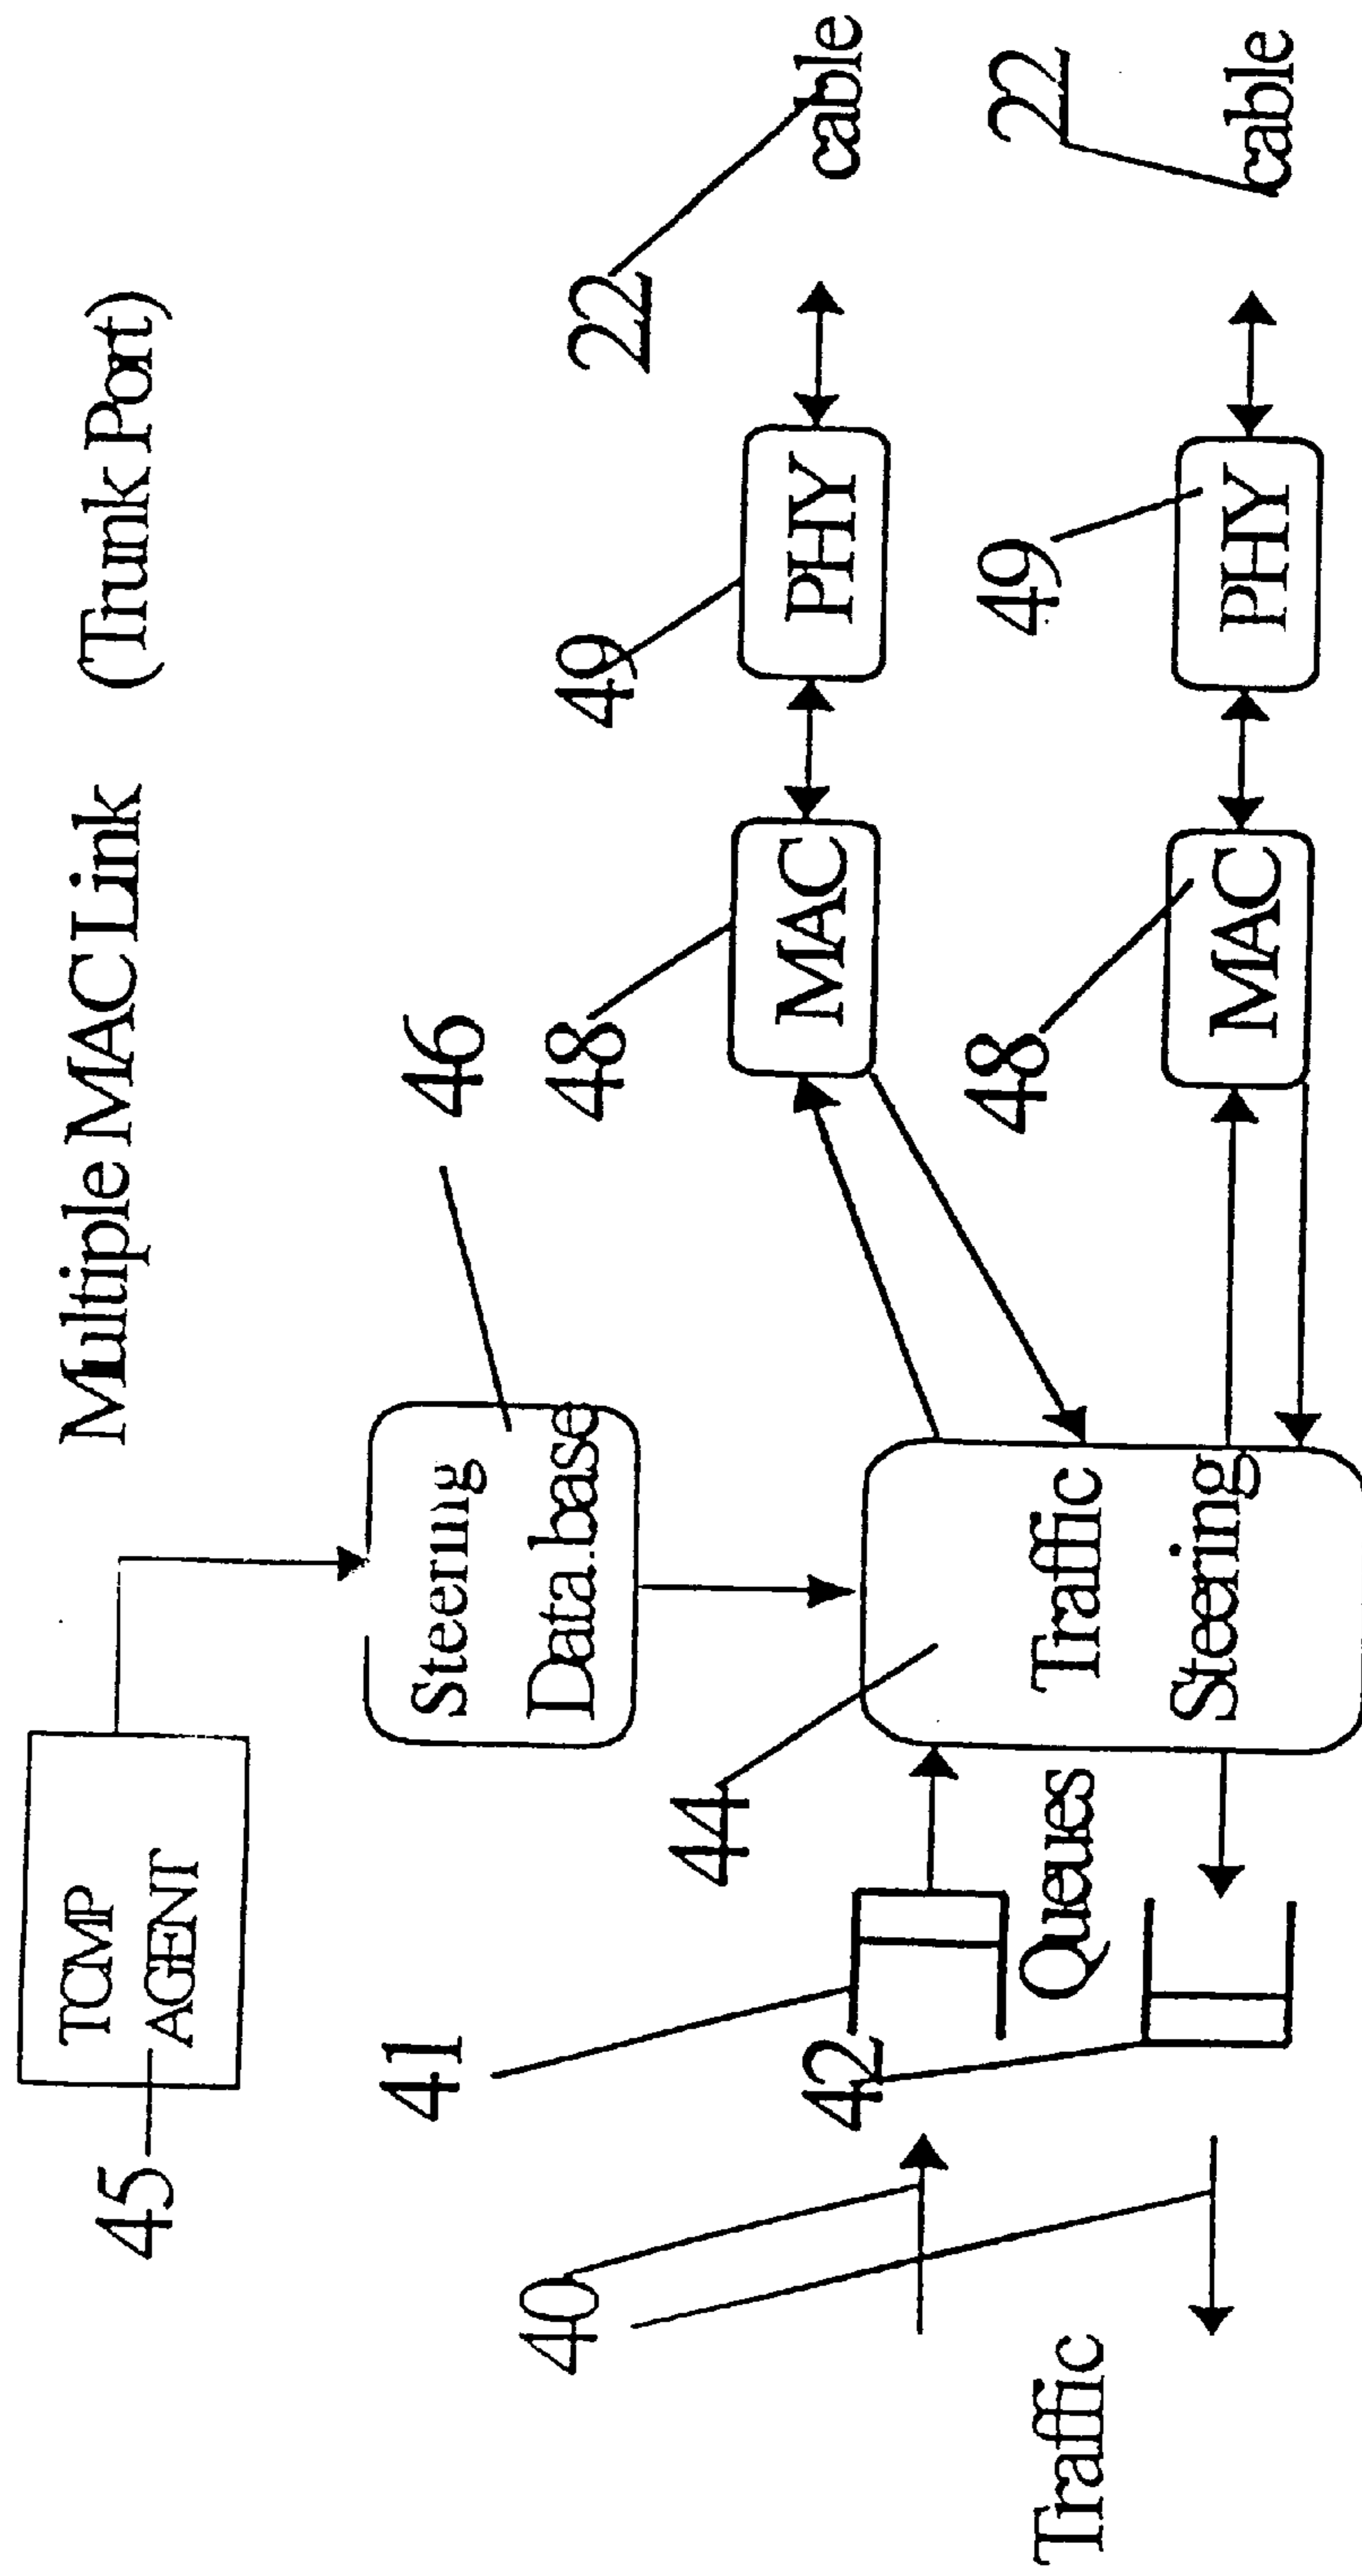 Multiple MAC Link (Trunk Port)
TCMP
AGENT
45
Steering
Data.base
46
41
40
42
44
48
49
22
MAC
PHY
cable
Traffic
Queues
Traffic
Steering
48
49
22
MAC
PHY
cable